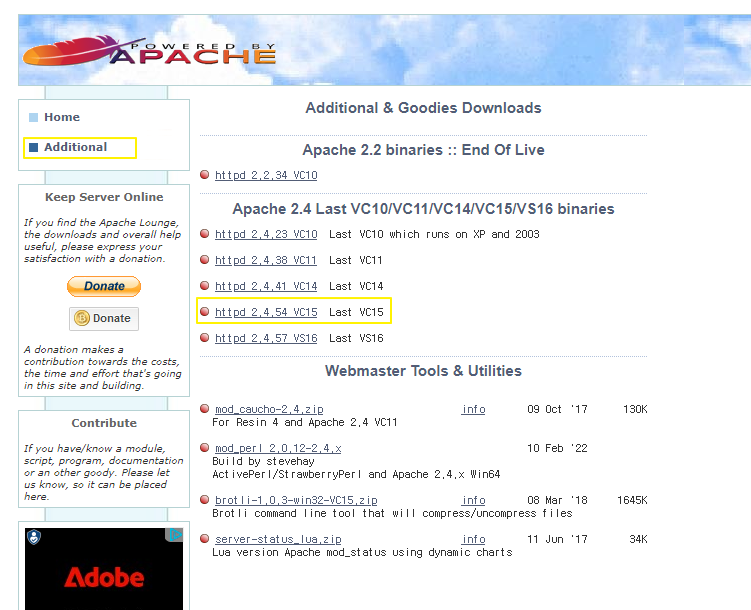 POWERED BY
APACHE
Home
Additional
Keep Server Online
If you find the Apache Lounge,
the downloads and overall help
useful, please express your
satisfaction with a donation.
Donate
Donate
A donation makes a
contribution towards the costs,
the time and effort that's going
in this site and building.
Contribute
If you have/know a module,
script, program, documentation
or an other goody. Please let
us know, so it can be placed
here.
Adobe
Additional & Goodies Downloads
Apache 2.2 binaries :: End Of Live
httpd 2.2.34 VC10
Apache 2.4 Last VC10/VC11/VC14/VC15/VS16 binaries
httpd 2.4.23 VC10 Last VC10 which runs on XP and 2003
httpd 2.4.38 VC11 Last VC11
httpd 2.4.41 VC14 Last VC14
httpd 2.4.54 VC15 Last VC15
httpd 2.4.57 VS16 Last VS16
Webmaster Tools & Utilities
mod_caucho-2.4.zip info 09 Oct '17 130K
For Resin 4 and Apache 2.4 VC11
mod_perl 2.0.12-2.4.x 10 Feb '22
Build by stevehay
ActivePerl/StrawberryPerl and Apache 2.4.x Win64
brotli-1.0.3-win32-VC15.zip info 08 Mar '18 1645K
Brotli command line tool that will compress/uncompress files
server-status_lua.zip info 11 Jun '17 34K
Lua version Apache mod_status using dynamic charts